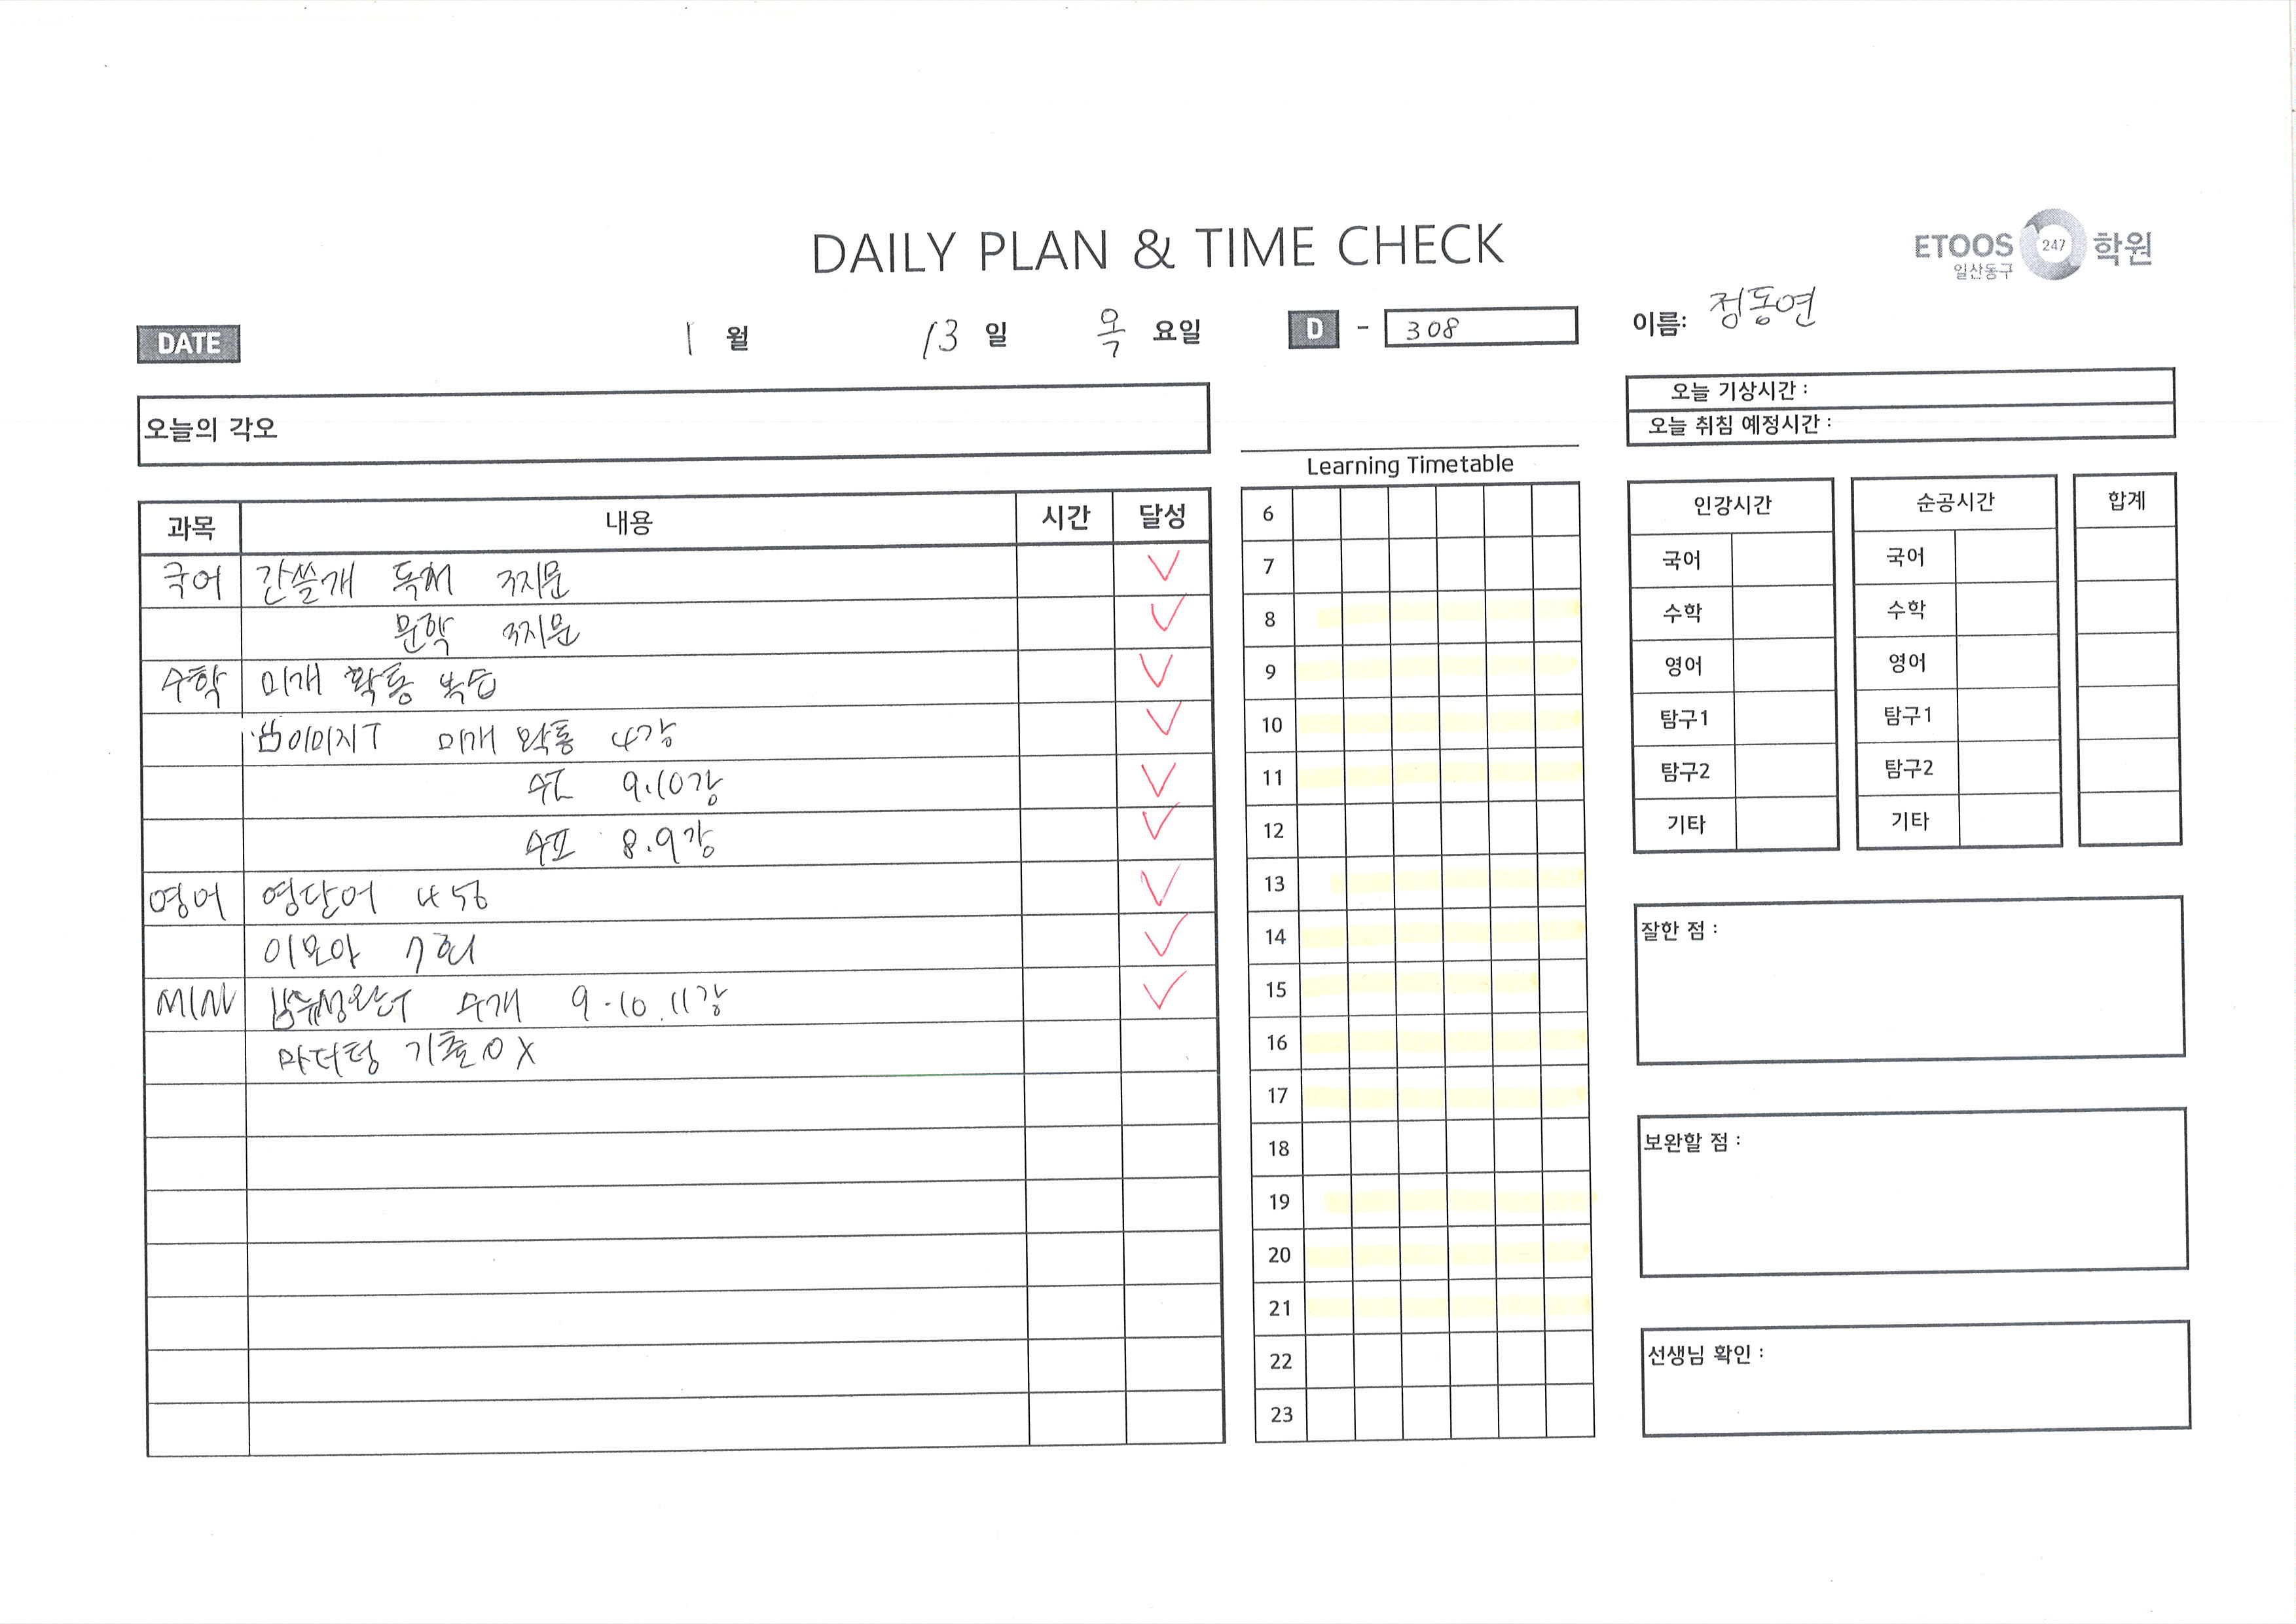 DAILY PLAN & TIME CHECK
ETOOS 247 학원
일산동구
DATE 1 월 13 일 목 요일 D - 308 이름: 정동연
오늘의 각오
오늘 기상시간 :
오늘 취침 예정시간 :
과목 내용 시간 달성
국어 간쓸개 독서 3지문
문학 3지문
수학 미개 확통 복습
이미지T 미개 확통 4강
수I 9.10강
수II 8.9강
영어 영단어 456
이모아 7회
수개 9.10.11강
마더텅 기출OX
Learning Timetable
6
7
8
9
10
11
12
13
14
15
16
17
18
19
20
21
22
23
인강시간 순공시간 합계
국어 국어
수학 수학
영어 영어
탐구1 탐구1
탐구2 탐구2
기타 기타
잘한 점 :
보완할 점 :
선생님 확인 :